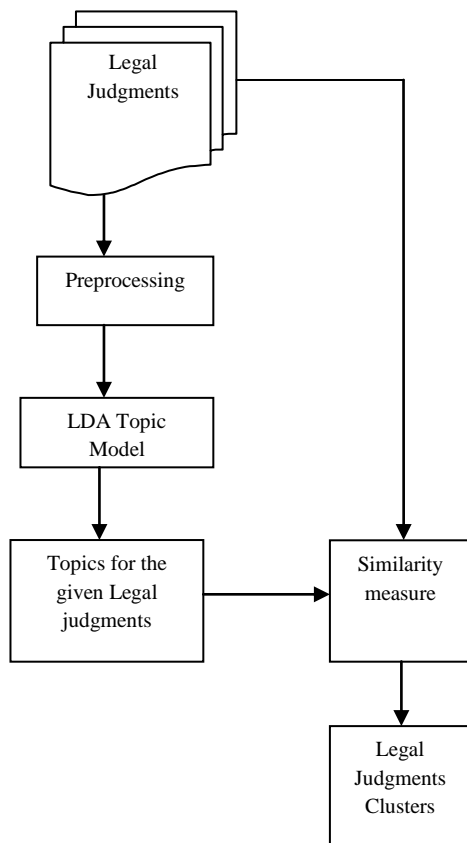 Legal
Judgments
Preprocessing
LDA Topic
Model
Topics for the
given Legal
judgments
Similarity
measure
Legal
Judgments
Clusters